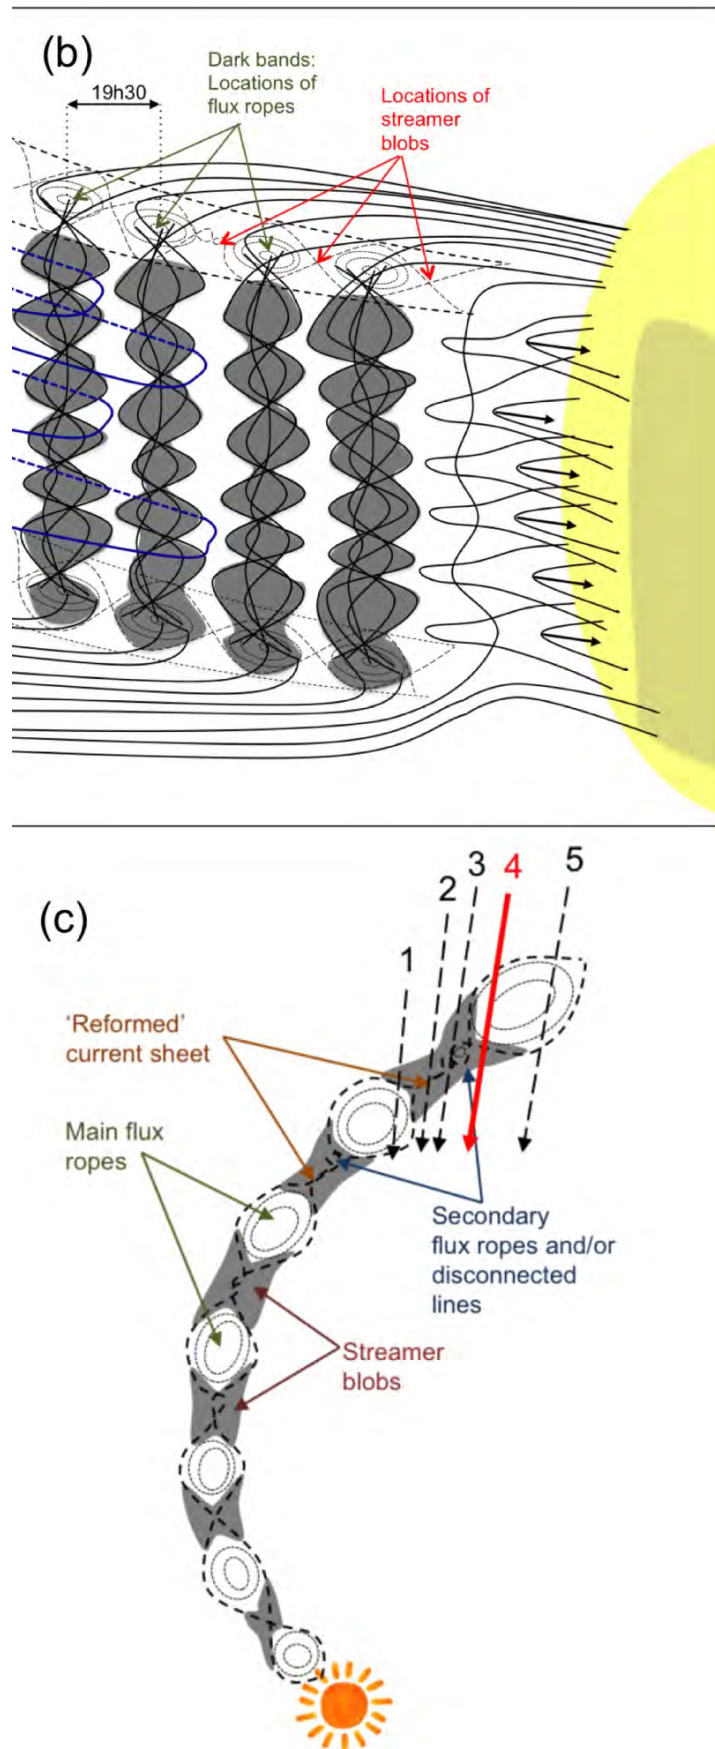 (b)
Dark bands:
Locations of
flux ropes
19h30
Locations of
streamer
blobs
(c)
1
2
3
4
5
'Reformed'
current sheet
Main flux
ropes
Secondary
flux ropes and/or
disconnected
lines
Streamer
blobs